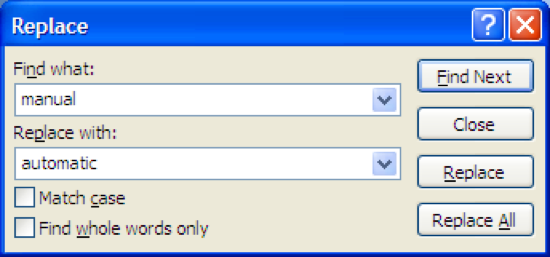 Replace
?
Find what:
manual
Find Next
Close
Replace with:
automatic
Replace
Match case
Find whole words only
Replace All